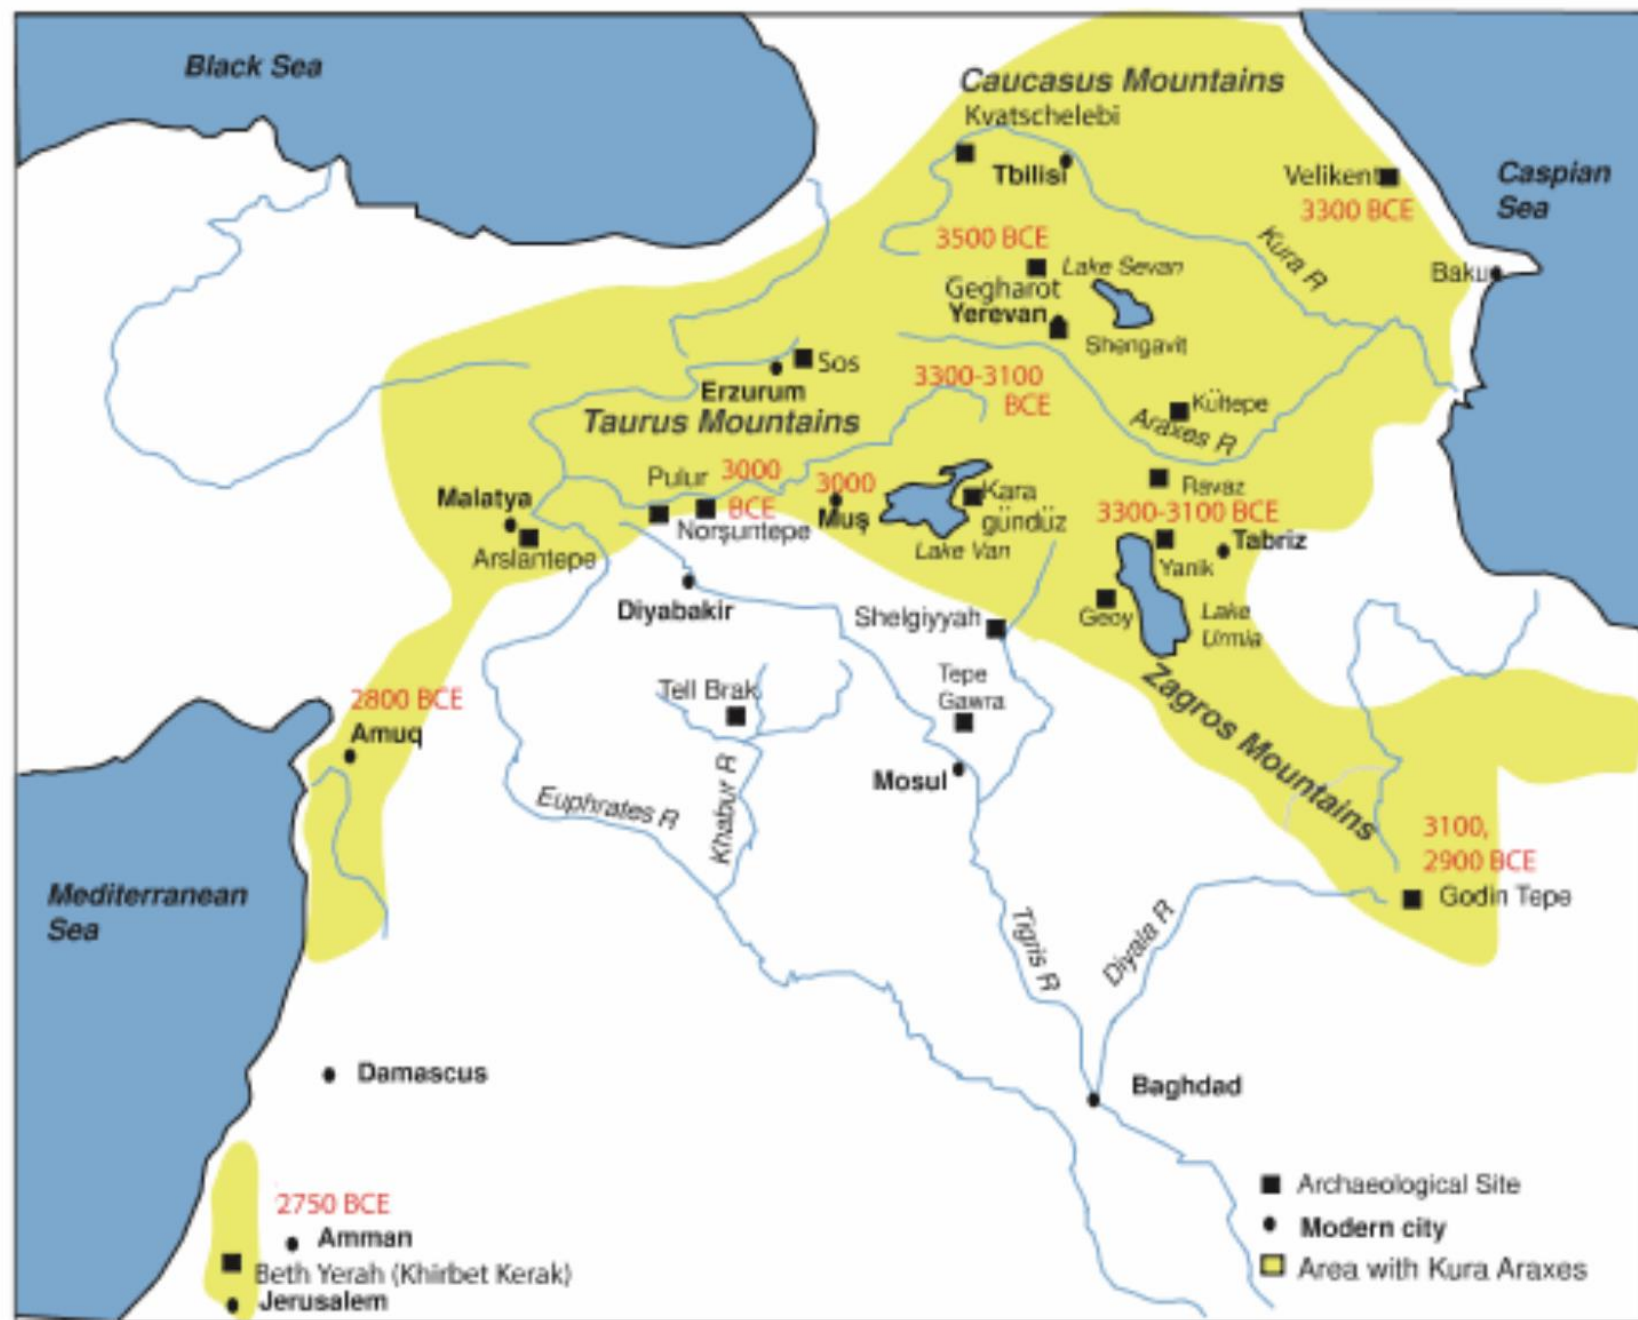 Black Sea
Caucasus Mountains
Kvatschelebi
Tbilisi
Velikent
3300 BCE
Caspian
Sea
3500 BCE
Kura R
Lake Sevan
Baku
Gegharot
Yerevan
Shengavit
Sos
Erzurum
3300-3100
BCE
Kültepe
Araxes R
Taurus Mountains
Pulur
3000
BCE
3000
Muş
Malatya
Norşuntepe
Arslantepe
Kara
gündüz
Lake Van
Ravaz
3300-3100 BCE
Tabriz
Yanik
Geoy
Lake
Urmia
Diyabakir
Shelgiyyah
Tell Brak
Tepe
Gawra
Zagros Mountains
2800 BCE
Amuq
Mosul
Euphrates R
Khabur R
3100,
2900 BCE
Godin Tepe
Mediterranean
Sea
Tigris R
Diyala R
Damascus
Baghdad
2750 BCE
Amman
Beth Yerah (Khirbet Kerak)
Jerusalem
Archaeological Site
Modern city
Area with Kura Araxes